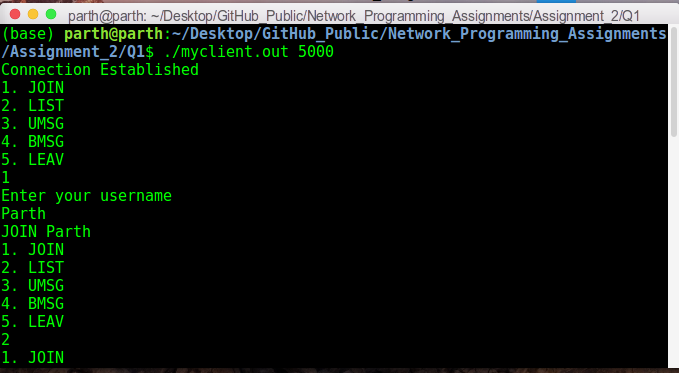 parth@parth: ~/Desktop/GitHub_Public/Network_Programming_Assignments/Assignment_2/Q1
(base) parth@parth:~/Desktop/GitHub_Public/Network_Programming_Assignments
/Assignment_2/Q1$ ./myclient.out 5000
Connection Established
1. JOIN
2. LIST
3. UMSG
4. BMSG
5. LEAV
1
Enter your username
Parth
JOIN Parth
1. JOIN
2. LIST
3. UMSG
4. BMSG
5. LEAV
2
1. JOIN